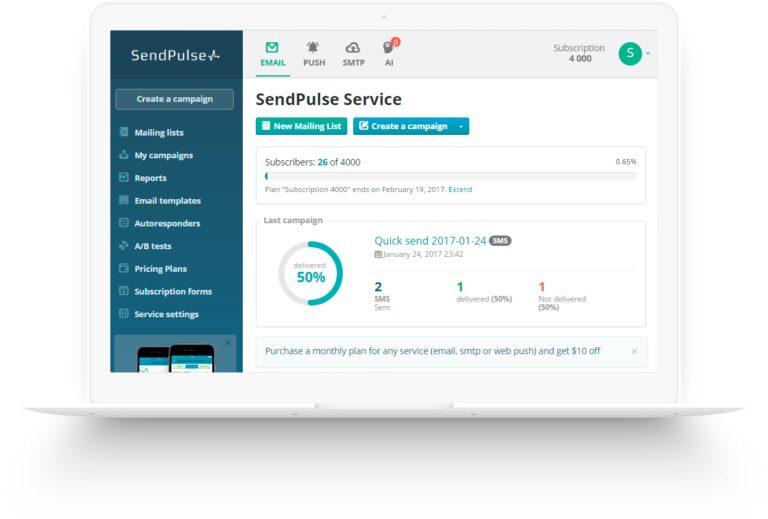 SendPulse
EMAIL
PUSH
SMTP
β
AI
Subscription
4 000
S
Create a campaign
Mailing lists
My campaigns
Reports
Email templates
Autoresponders
A/B tests
Pricing Plans
Subscription forms
Service settings
SendPulse Service
New Mailing List
Create a campaign
Subscribers: 26 of 4000
0.65%
Plan "Subscription 4000" ends on February 19, 2017. Extend
Last campaign
delivered
50%
Quick send 2017-01-24 SMS
January 24, 2017 23:42
2
SMS
Sent
1
delivered (50%)
1
Not delivered
(50%)
Purchase a monthly plan for any service (email, smtp or web push) and get $10 off